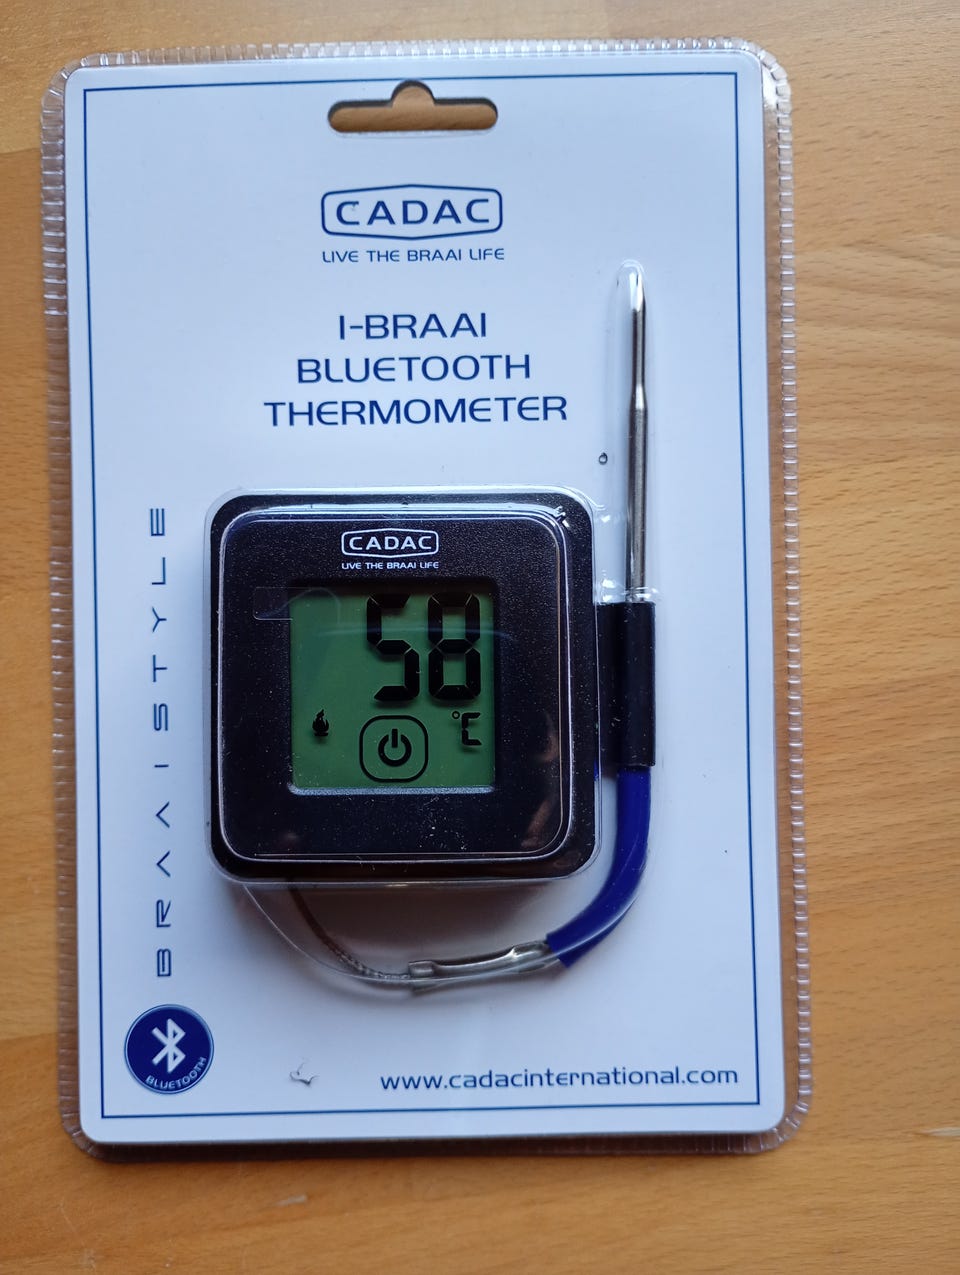 CADAC
LIVE THE BRAAI LIFE
I-BRAAI
BLUETOOTH
THERMOMETER
CADAC
LIVE THE BRAAI LIFE
58
°C
BRAAISTYLE
BLUETOOTH
www.cadacinternational.com